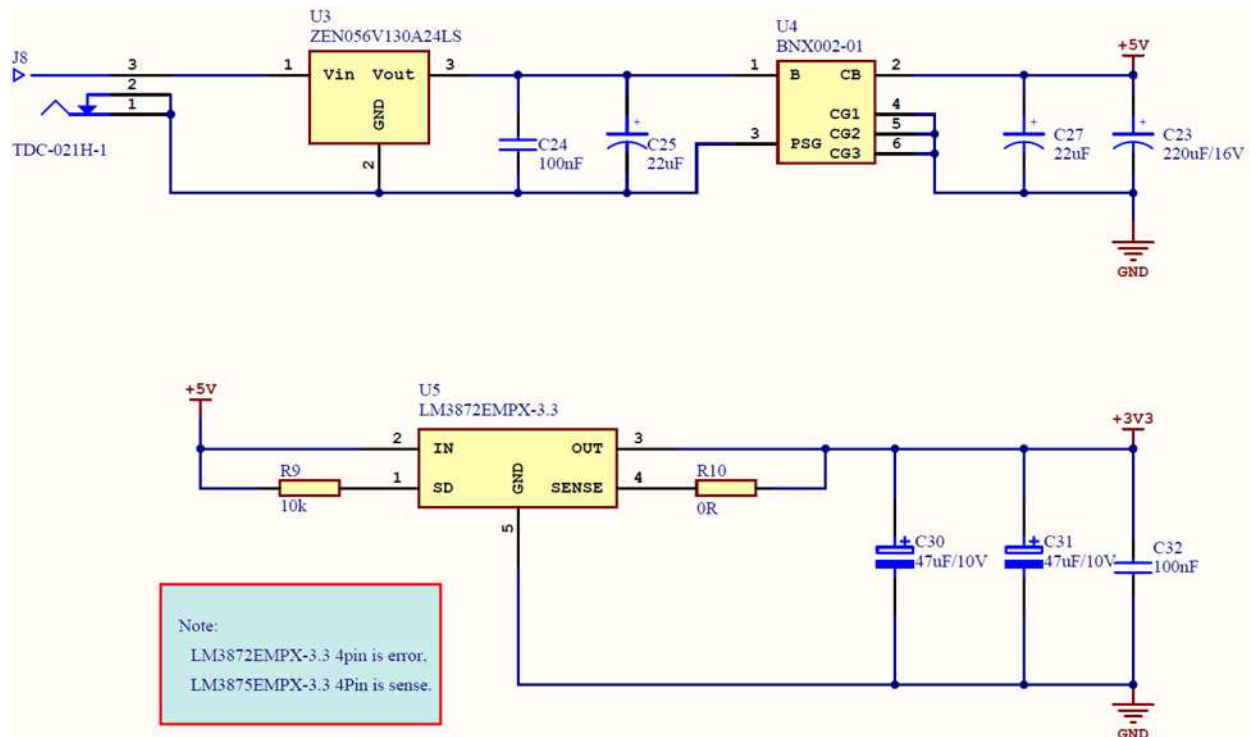 U3
ZEN056V130A24LS
J8
3
2
1
TDC-021H-1
1
Vin
Vout
3
GND
2
C24
100nF
+
C25
22uF
U4
BNX002-01
1
B
CB
2
CG1
4
CG2
5
CG3
6
3
PSG
+
C27
22uF
+5V
+
C23
220uF/16V
GND
+5V
R9
10k
U5
LM3872EMPX-3.3
2
IN
OUT
3
1
SD
GND
SENSE
4
5
R10
0R
+3V3
+
C30
47uF/10V
+
C31
47uF/10V
C32
100nF
GND
Note:
LM3872EMPX-3.3 4pin is error,
LM3875EMPX-3.3 4Pin is sense.